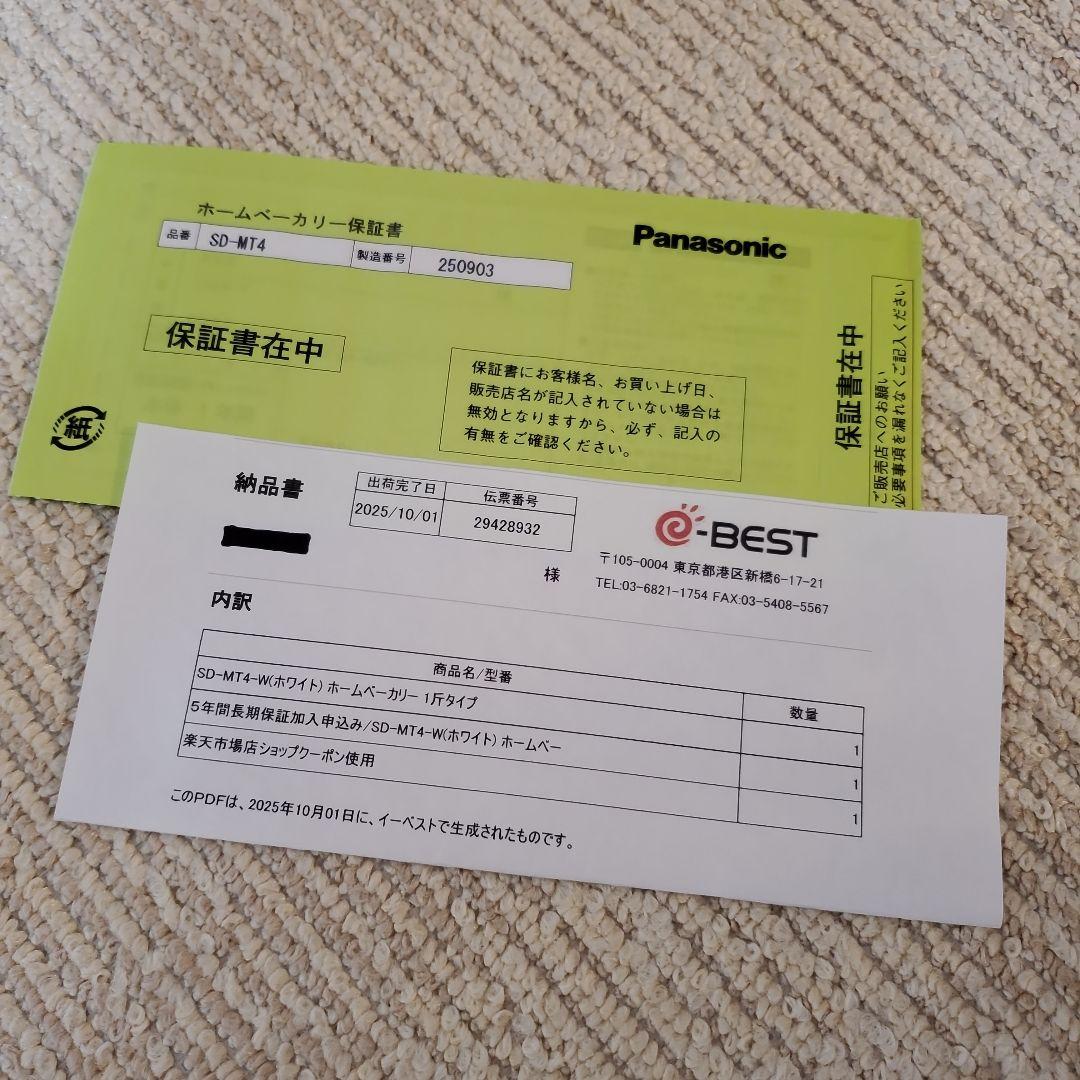 ホームベーカリー保証書
品番 SD-MT4 製造番号 250903
Panasonic
保証書在中
保証書にお客様名、お買い上げ日、
販売店名が記入されていない場合は
無効となりますから、必ず、記入の
有無をご確認ください。
紙
保証書在中
ご販売店へのお願い
必要事項を漏れなくご記入ください
納品書
出荷完了日 伝票番号
2025/10/01 29428932
様
e-BEST
〒105-0004 東京都港区新橋6-17-21
TEL:03-6821-1754 FAX:03-5408-5567
内訳
商品名/型番 数量
SD-MT4-W(ホワイト) ホームベーカリー 1斤タイプ 1
5年間長期保証加入申込み/SD-MT4-W(ホワイト) ホームベー 1
楽天市場店ショップクーポン使用 1
このPDFは、2025年10月01日に、イーベストで生成されたものです。